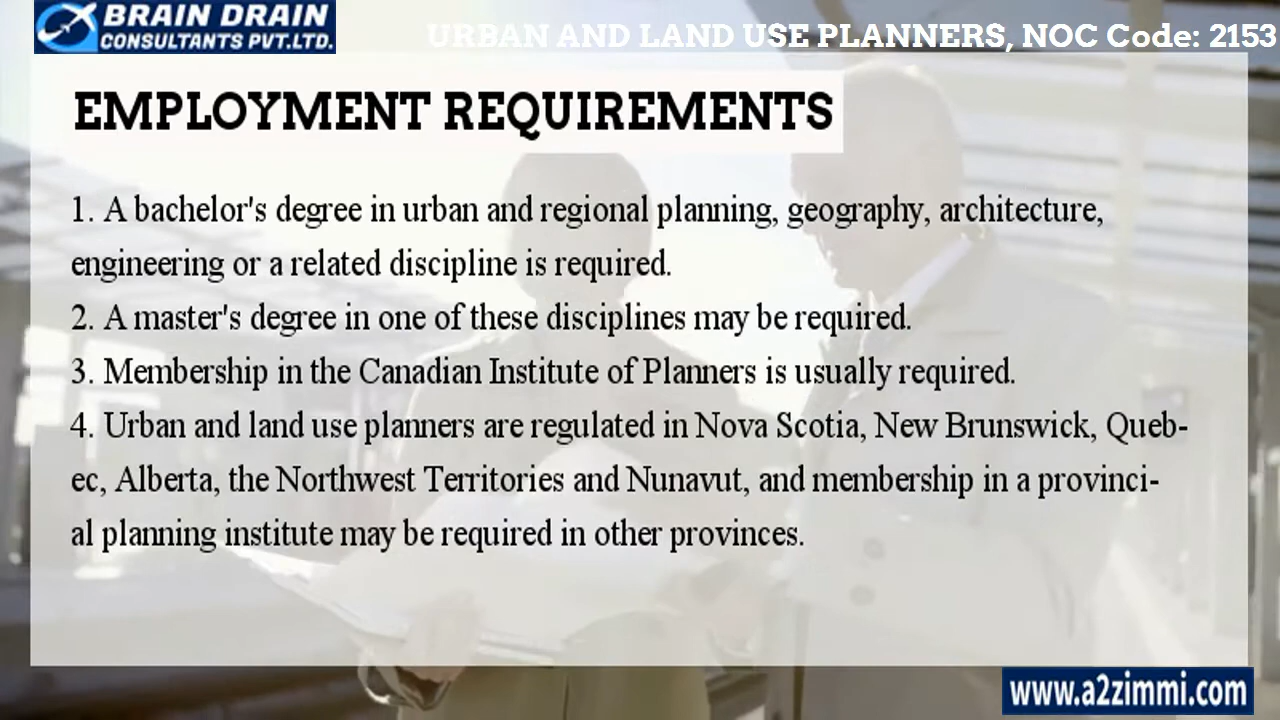 BRAIN DRAIN
CONSULTANTS PVT.LTD.
URBAN AND LAND USE PLANNERS, NOC Code: 2153
EMPLOYMENT REQUIREMENTS
1. A bachelor's degree in urban and regional planning, geography, architecture,
engineering or a related discipline is required.
2. A master's degree in one of these disciplines may be required.
3. Membership in the Canadian Institute of Planners is usually required.
4. Urban and land use planners are regulated in Nova Scotia, New Brunswick, Queb-
ec, Alberta, the Northwest Territories and Nunavut, and membership in a provinci-
al planning institute may be required in other provinces.
www.a2zimmi.com